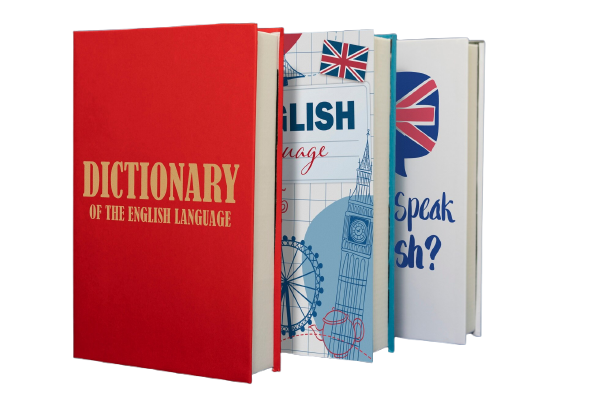 DICTIONARY
OF THE ENGLISH LANGUAGE
GLISH
uage
Speak
sh?